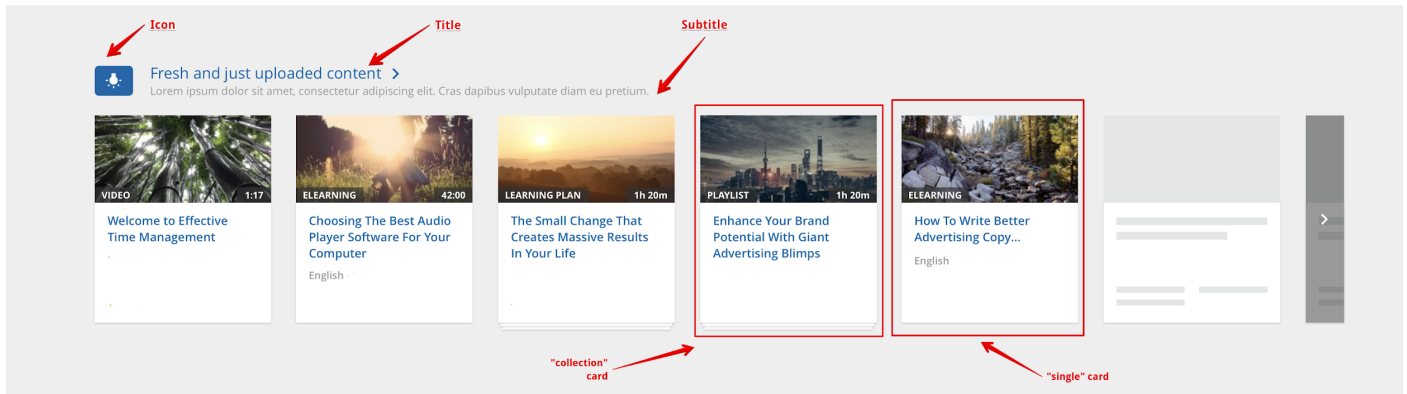 Icon
Title
Subtitle
Fresh and just uploaded content
Lorem ipsum dolor sit amet, consectetur adipiscing elit. Cras dapibus vulputate diam eu pretium.
VIDEO 1:17
Welcome to Effective
Time Management
ELEARNING 42:00
Choosing The Best Audio
Player Software For Your
Computer
English
LEARNING PLAN 1h 20m
The Small Change That
Creates Massive Results
In Your Life
PLAYLIST 1h 20m
Enhance Your Brand
Potential With Giant
Advertising Blimps
ELEARNING
How To Write Better
Advertising Copy...
English
"collection"
card
"single" card